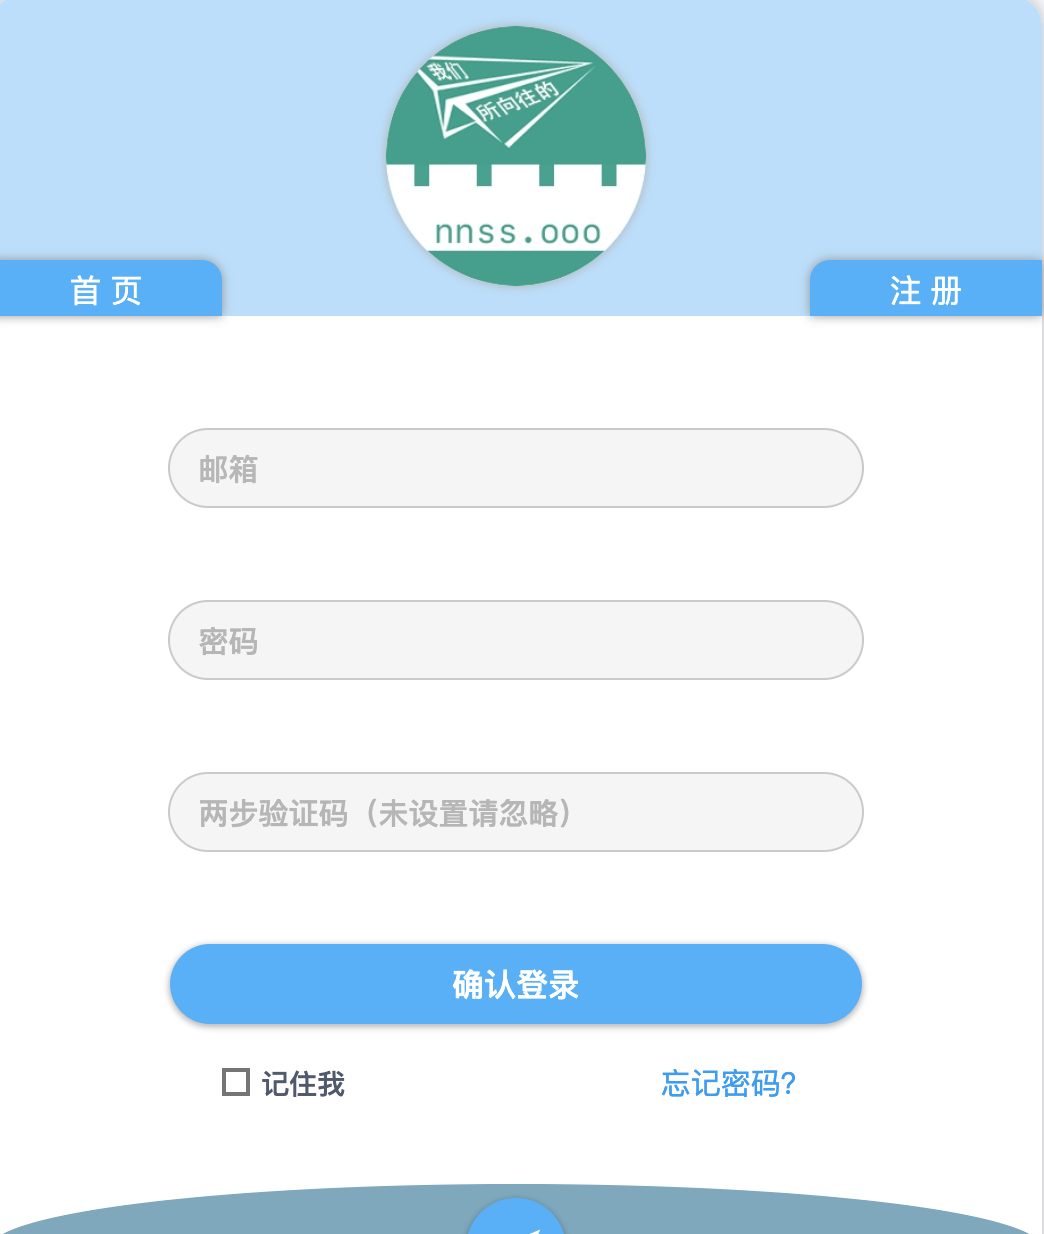 我们
所向往的
nnss.ooo
首 页
注 册
邮箱
密码
两步验证码（未设置请忽略）
确认登录
记住我
忘记密码?